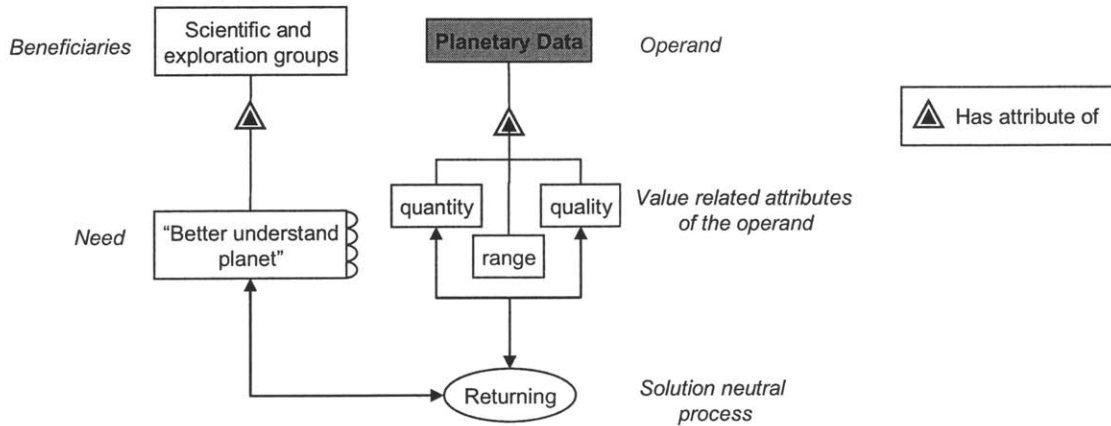 Beneficiaries
Scientific and
exploration groups
Planetary Data
Operand
Has attribute of
Need
“Better understand
planet”
quantity
quality
range
Value related attributes
of the operand
Returning
Solution neutral
process